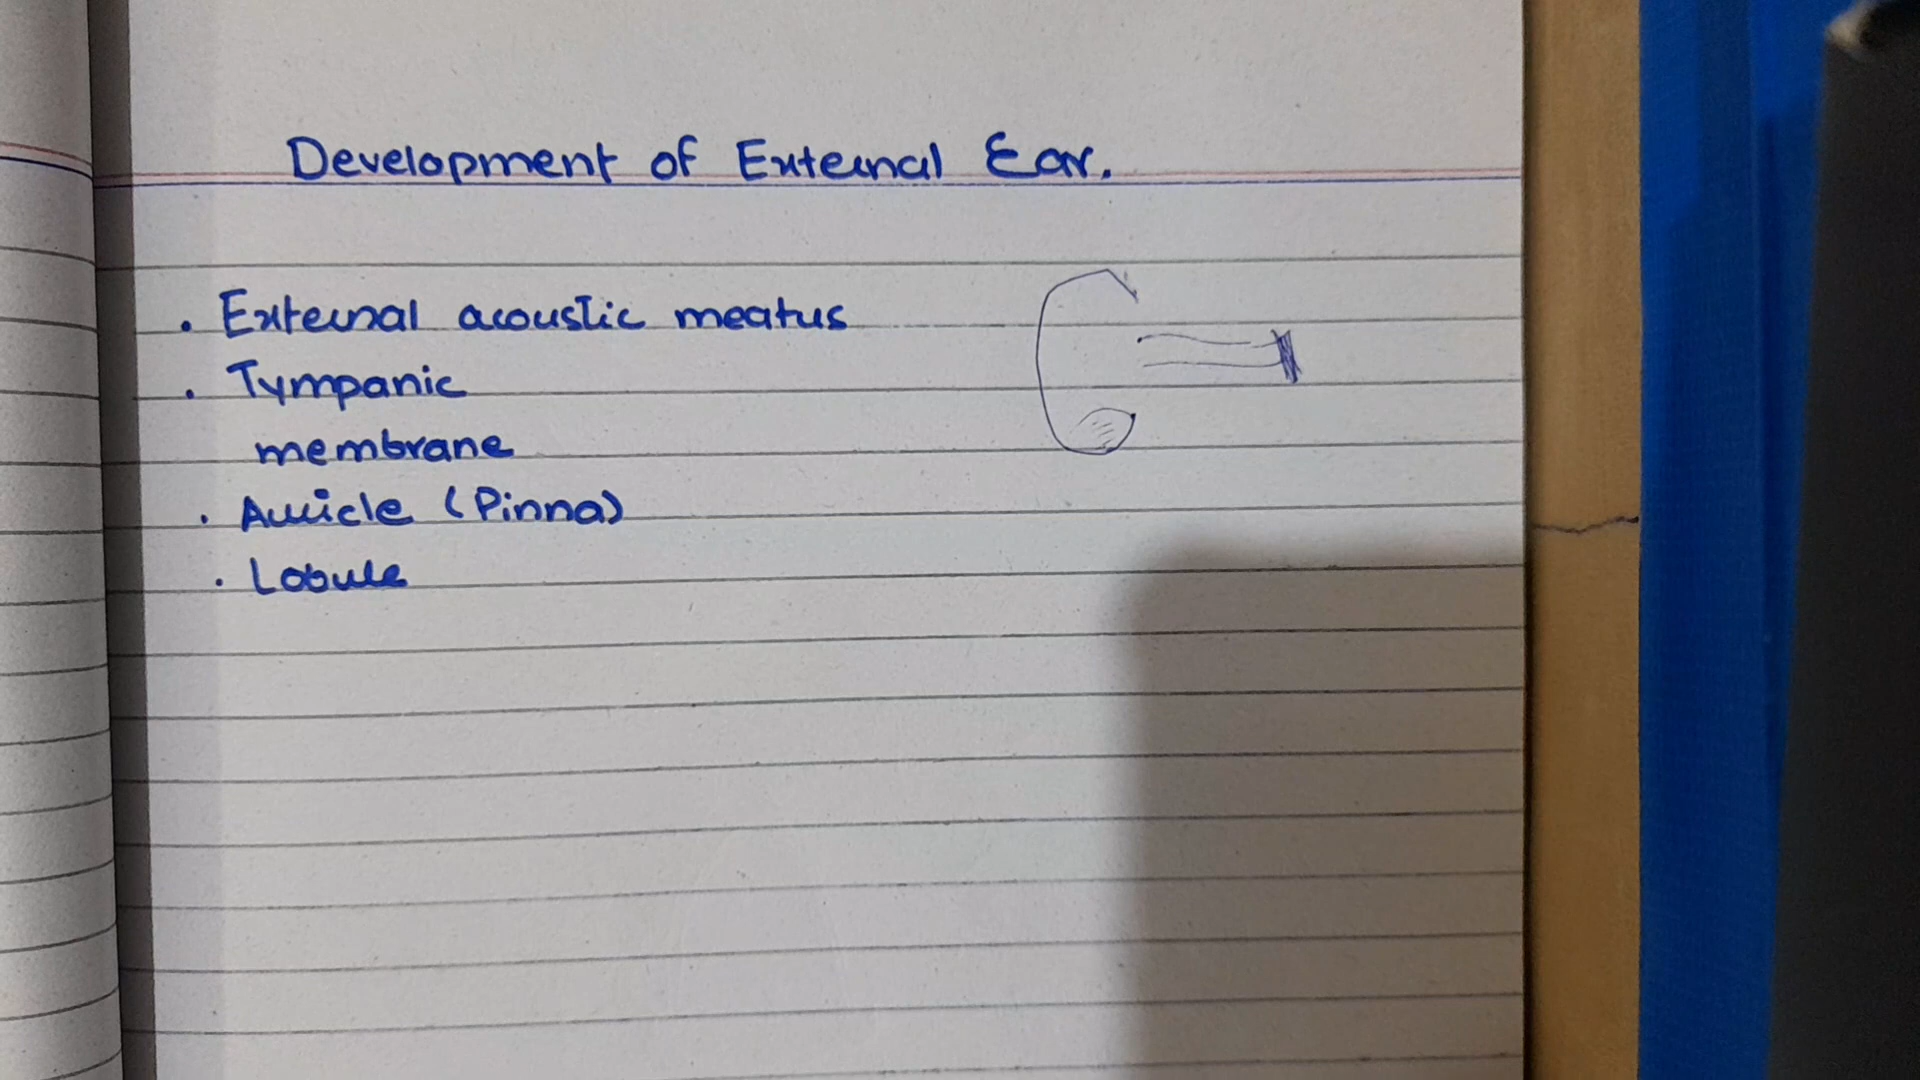 Development of External Ear.
. External acoustic meatus
. Tympanic
membrane
. Auricle (Pinna)
. Lobule